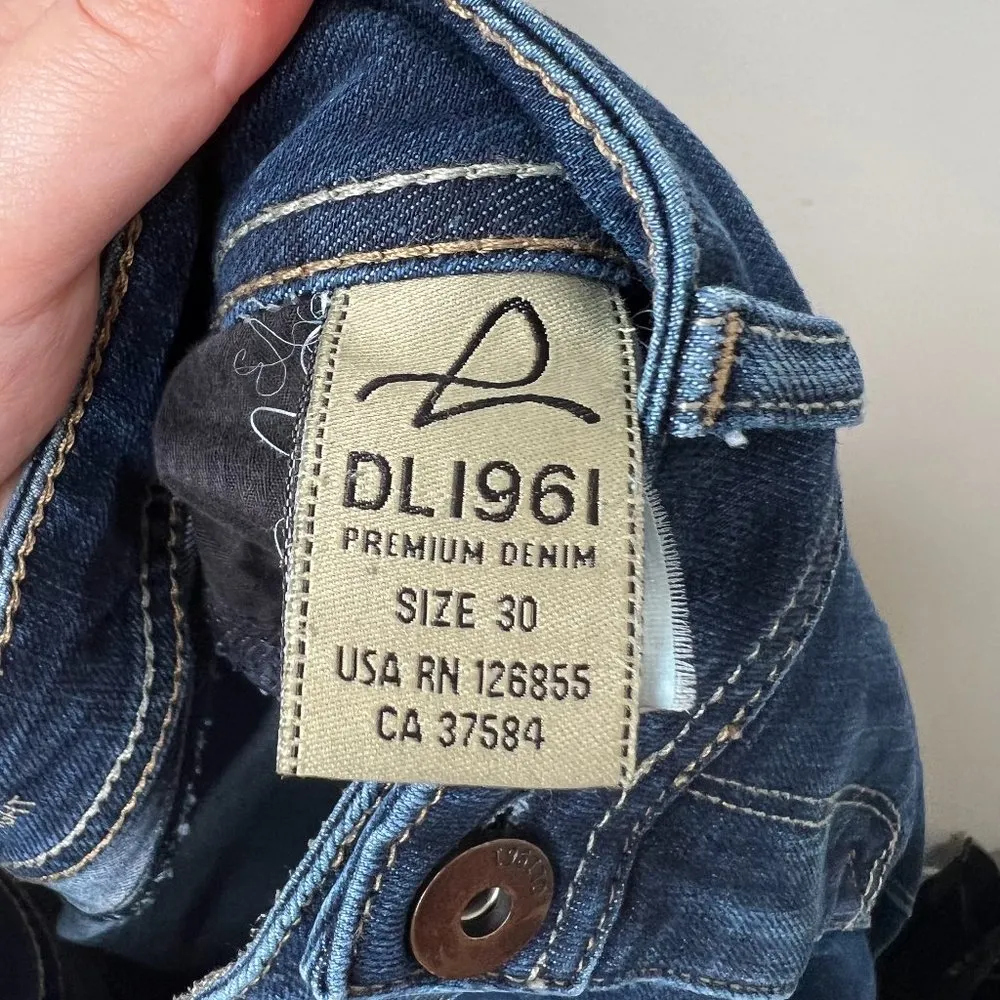 DL1961
PREMIUM DENIM
SIZE 30
USA RN 126855
CA 37584